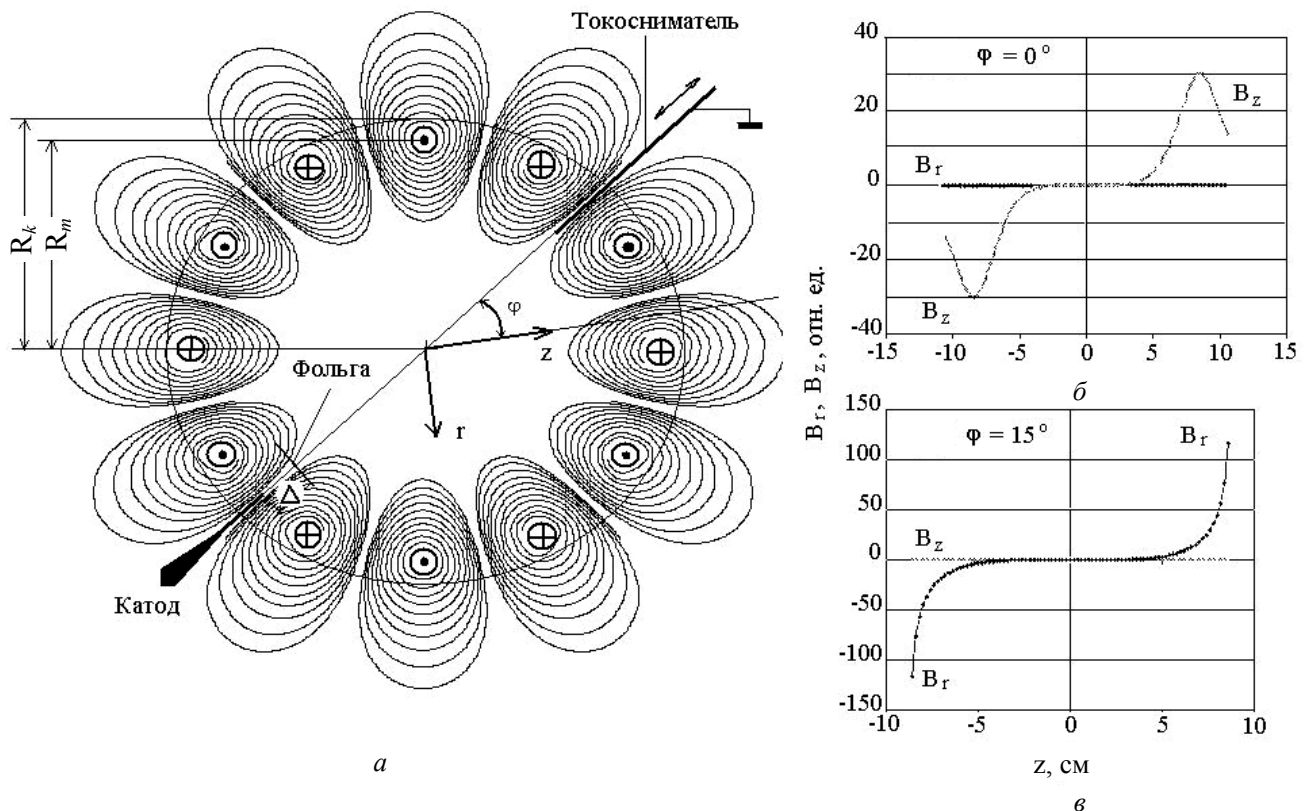 Токосниматель
R_k
R_m
φ
z
Фольга
r
Δ
Катод
а
B_r, B_z, отн. ед.
40
20
0
-20
-40
φ = 0°
B_z
B_r
B_z
-15
-10
-5
0
5
10
15
б
150
100
50
0
-50
-100
-150
φ = 15°
B_r
B_z
B_r
-10
-5
0
5
10
z, см
в